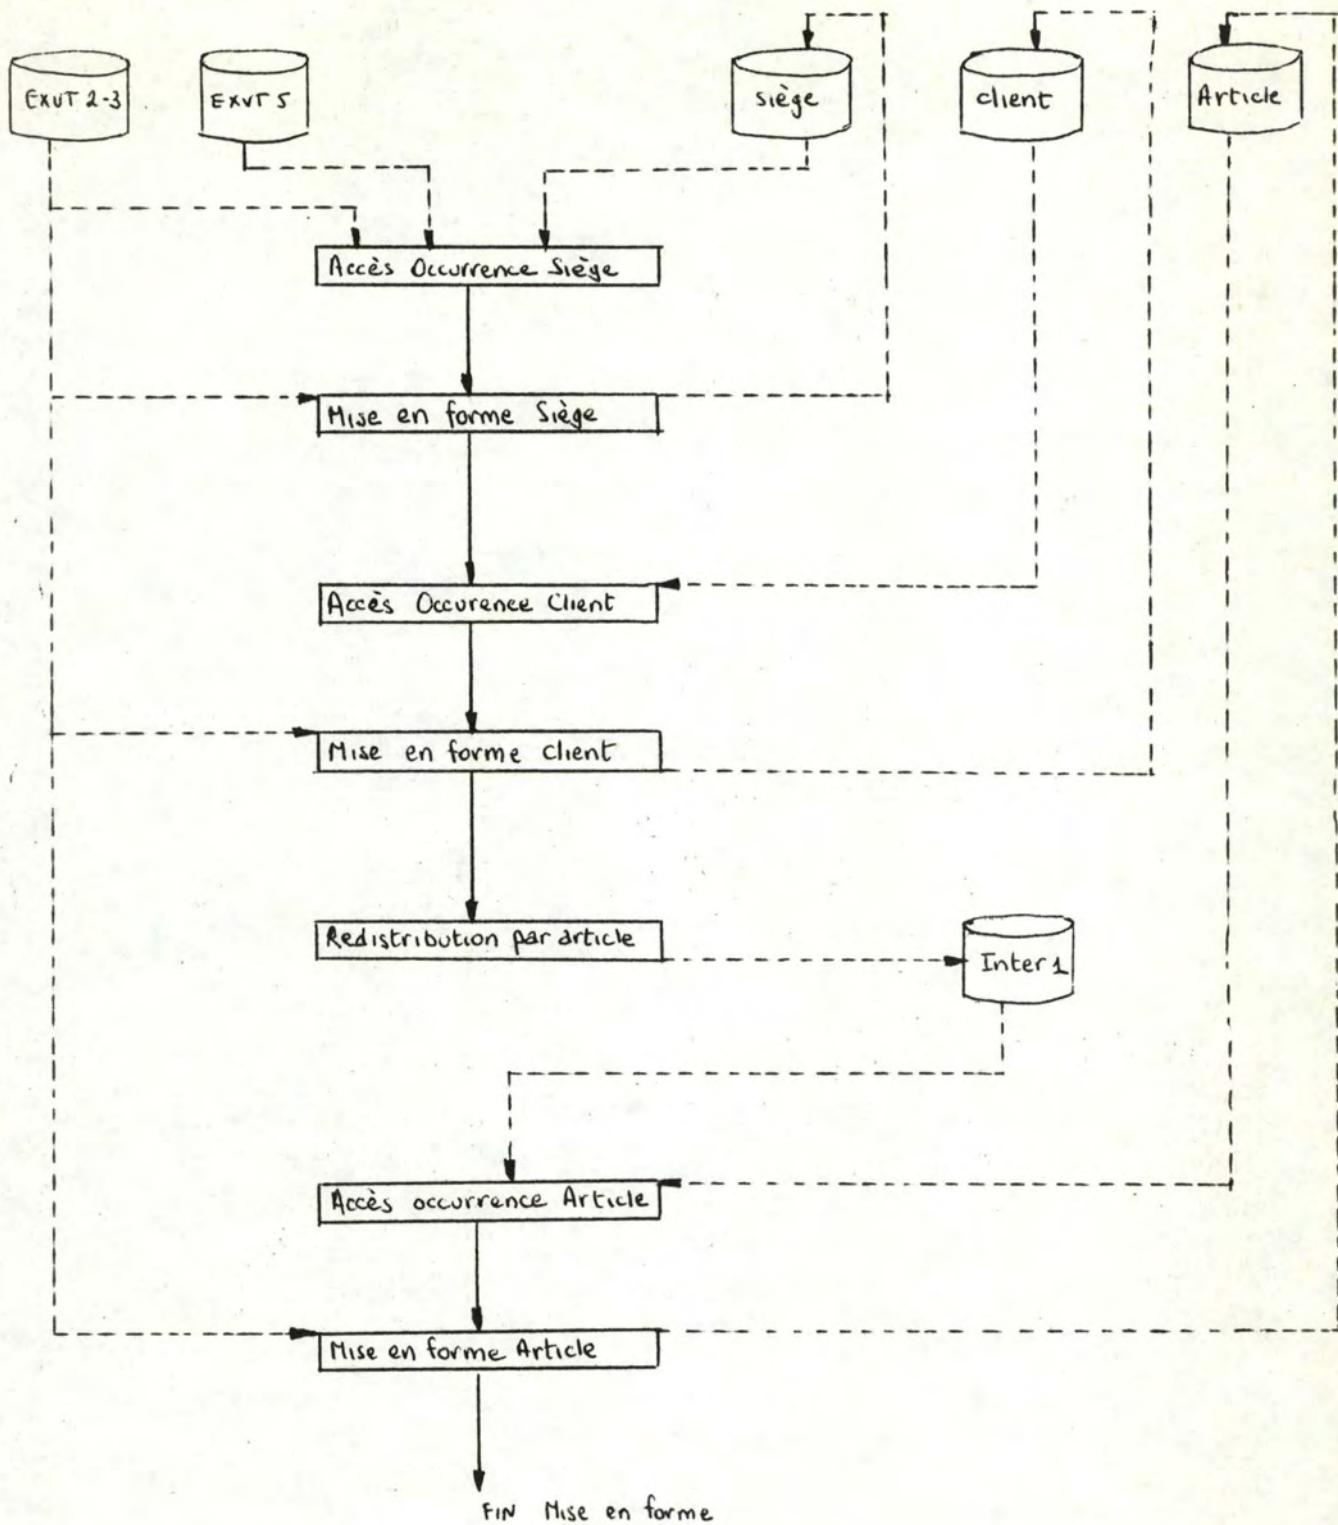 EXUT 2-3
EXUT 5
siège
client
Article
Accès Occurrence Siège
Mise en forme Siège
Accès Occurence Client
Mise en forme Client
Redistribution par article
Inter 1
Accès occurrence Article
Mise en forme Article
FIN Mise en forme